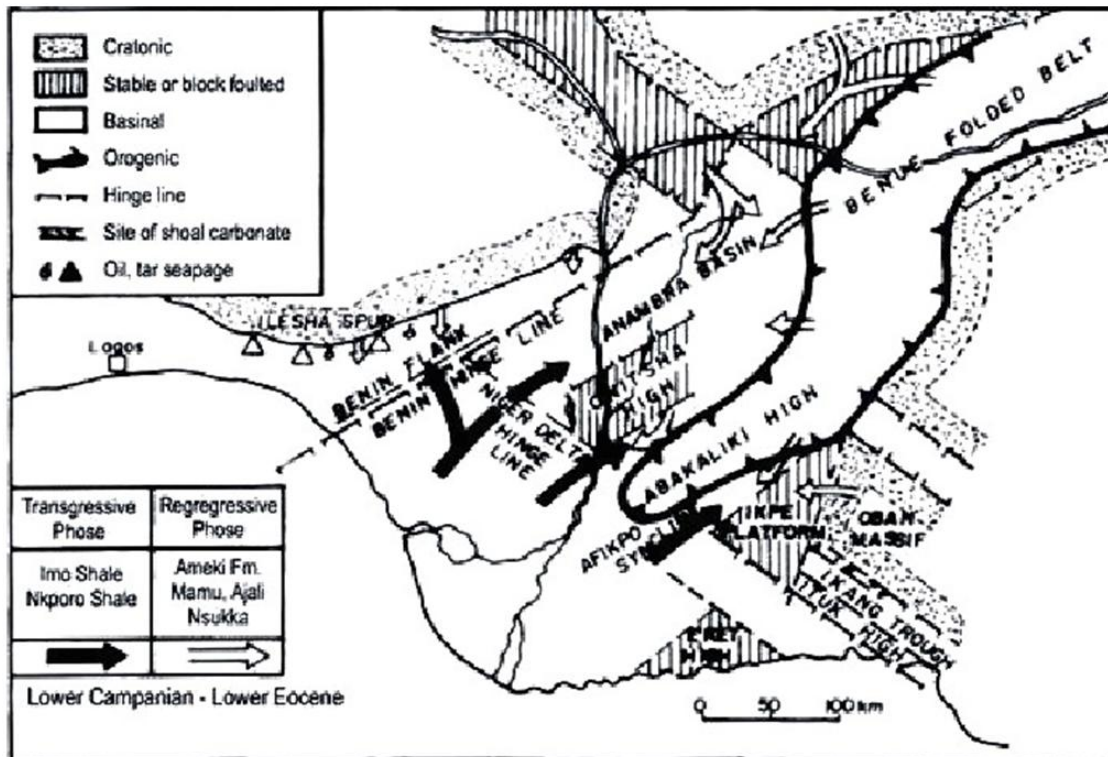 Cratonic
Stable or block foulted
Basinal
Orogenic
Hinge line
Site of shoal carbonate
Oil, tar seapage
BENUE FOLDED BELT
ANAMBRA BASIN
ILESHA SPUR
Logos
BENIN FLANK
BENIN HINGE LINE
NIGER DELTA
HINGE
LINE
HIGH
ABAKALIKI HIGH
AFIKPO
SYNCLINE
IKPE
PLATFORM
OBAN
MASSIF
IKANG TROUGH
ITUK HIGH
HIGH
Transgressive
Phase
Regregressive
Phase
Imo Shale
Nkporo Shale
Ameki Fm.
Mamu, Ajali
Nsukka
Lower Campanian - Lower Eocene
0 50 100 km